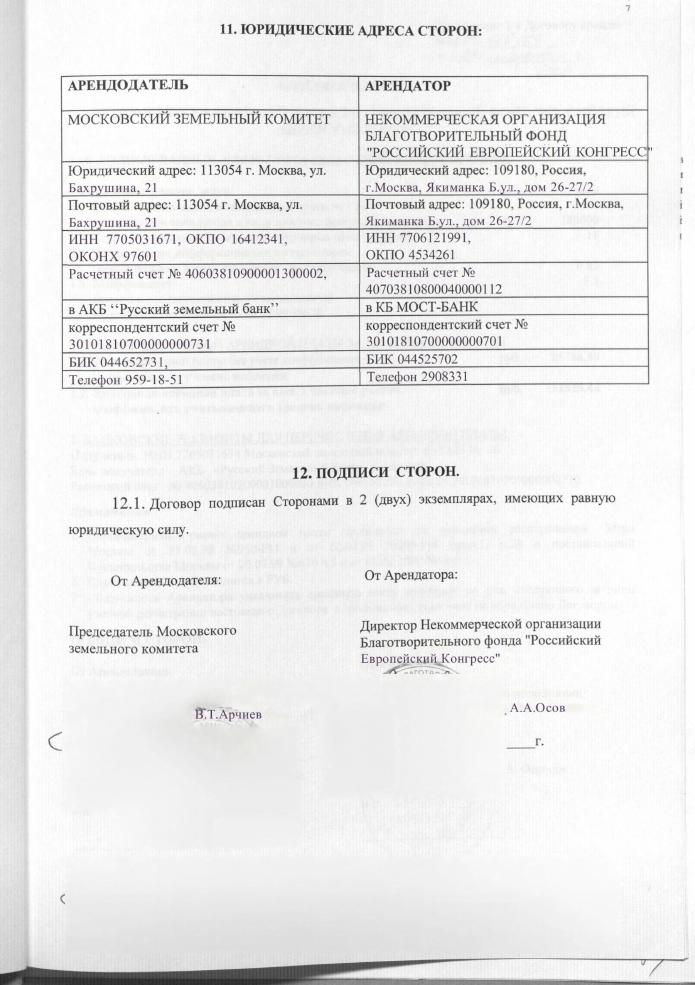 7
11. ЮРИДИЧЕСКИЕ АДРЕСА СТОРОН:
АРЕНДОДАТЕЛЬ
АРЕНДАТОР
МОСКОВСКИЙ ЗЕМЕЛЬНЫЙ КОМИТЕТ
НЕКОММЕРЧЕСКАЯ ОРГАНИЗАЦИЯ
БЛАГОТВОРИТЕЛЬНЫЙ ФОНД
"РОССИЙСКИЙ ЕВРОПЕЙСКИЙ КОНГРЕСС"
Юридический адрес: 113054 г. Москва, ул.
Бахрушина, 21
Юридический адрес: 109180, Россия,
г.Москва, Якиманка Б.ул., дом 26-27/2
Почтовый адрес: 113054 г. Москва, ул.
Бахрушина, 21
Почтовый адрес: 109180, Россия, г.Москва,
Якиманка Б.ул., дом 26-27/2
ИНН 7705031671, ОКПО 16412341,
ОКОНХ 97601
ИНН 7706121991,
ОКПО 4534261
Расчетный счет № 40603810900001300002,
Расчетный счет №
40703810800040000112
в АКБ ‘‘Русский земельный банк’’
в КБ МОСТ-БАНК
корреспондентский счет №
30101810700000000731
корреспондентский счет №
30101810700000000701
БИК 044652731,
БИК 044525702
Телефон 959-18-51
Телефон 2908331
12. ПОДПИСИ СТОРОН.
12.1. Договор подписан Сторонами в 2 (двух) экземплярах, имеющих равную
юридическую силу.
От Арендодателя:
От Арендатора:
Председатель Московского
земельного комитета
Директор Некоммерческой организации
Благотворительного фонда "Российский
Европейский Конгресс"
В.Т.Арчиев
А.А.Осов
____г.